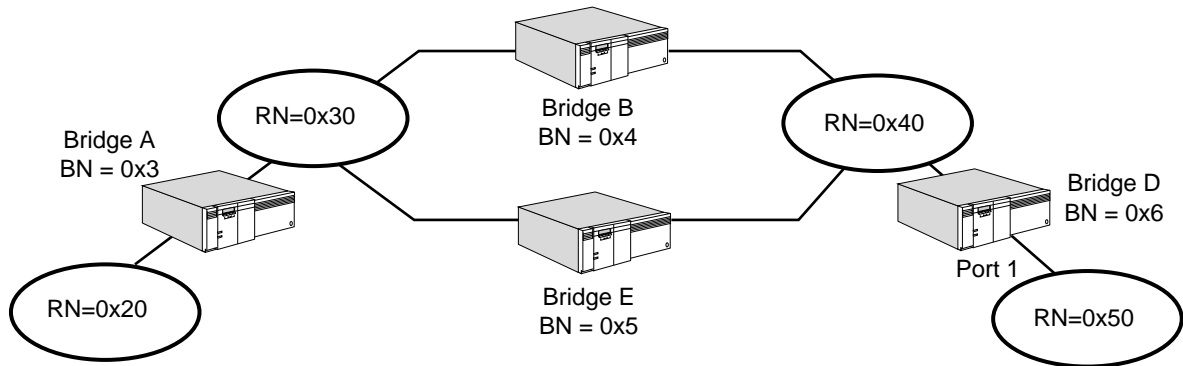 Bridge B
BN = 0x4
RN=0x30
RN=0x40
Bridge A
BN = 0x3
Bridge D
BN = 0x6
Port 1
Bridge E
BN = 0x5
RN=0x20
RN=0x50